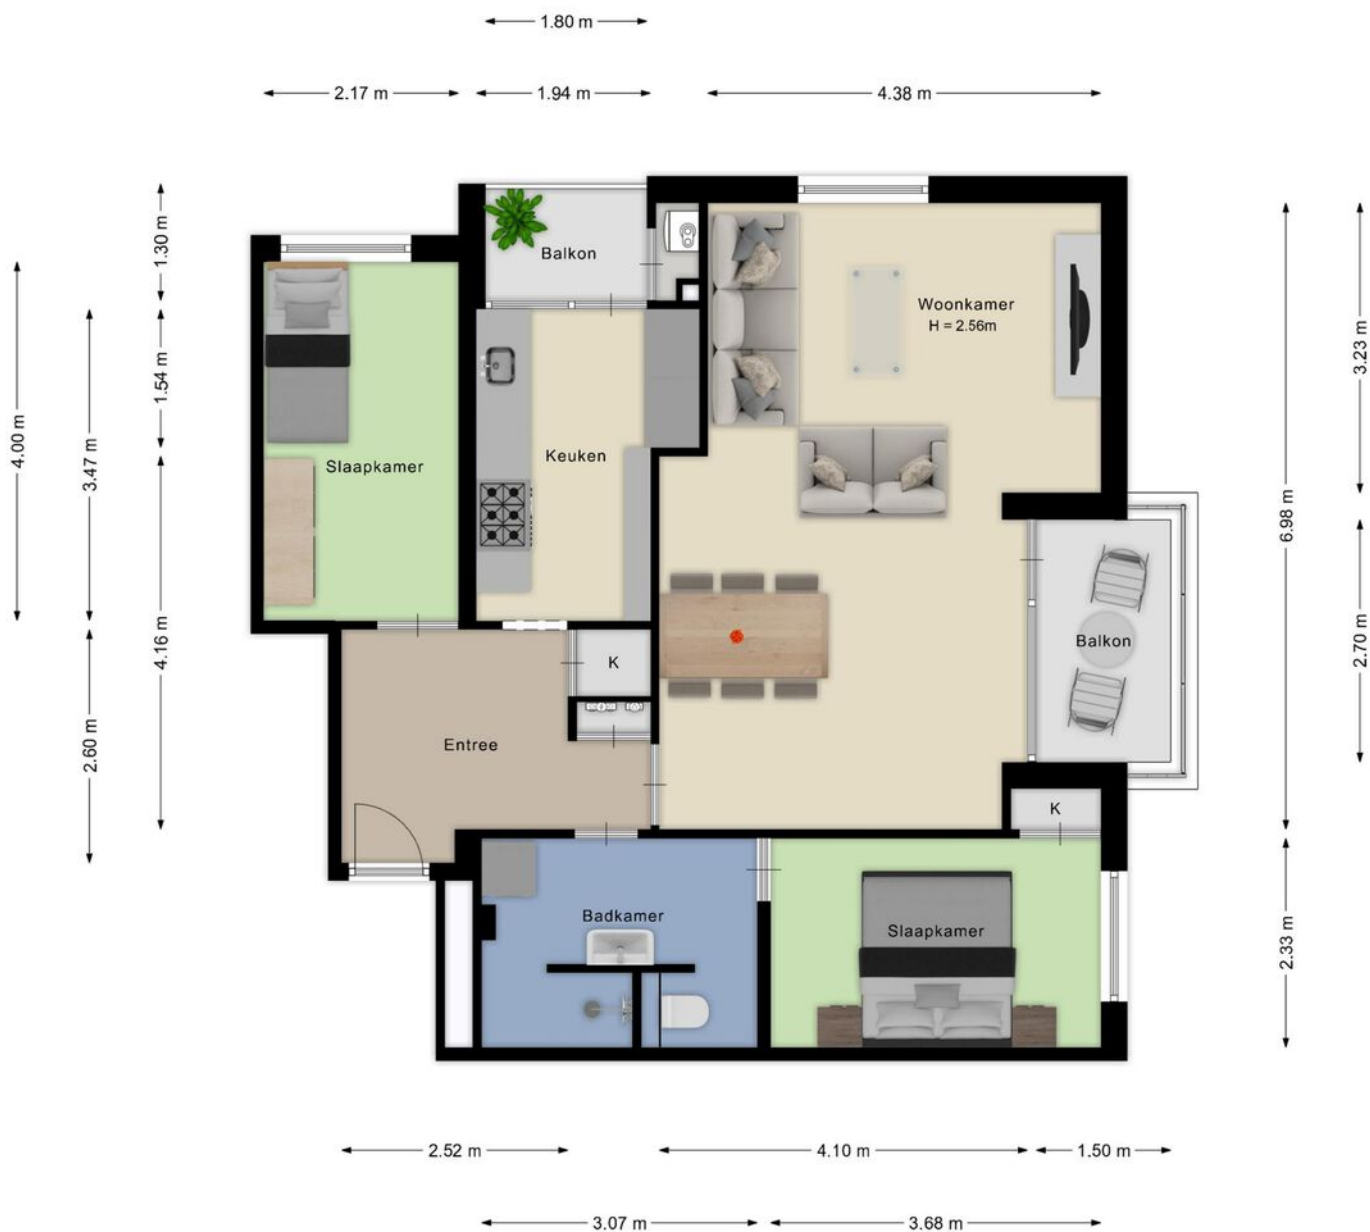 1.80 m
2.17 m
1.94 m
4.38 m
1.30 m
1.54 m
4.16 m
4.00 m
3.47 m
2.60 m
Balkon
Woonkamer
H = 2.56m
Slaapkamer
Keuken
K
Balkon
Entree
K
Badkamer
Slaapkamer
3.23 m
6.98 m
2.70 m
2.33 m
2.52 m
4.10 m
1.50 m
3.07 m
3.68 m